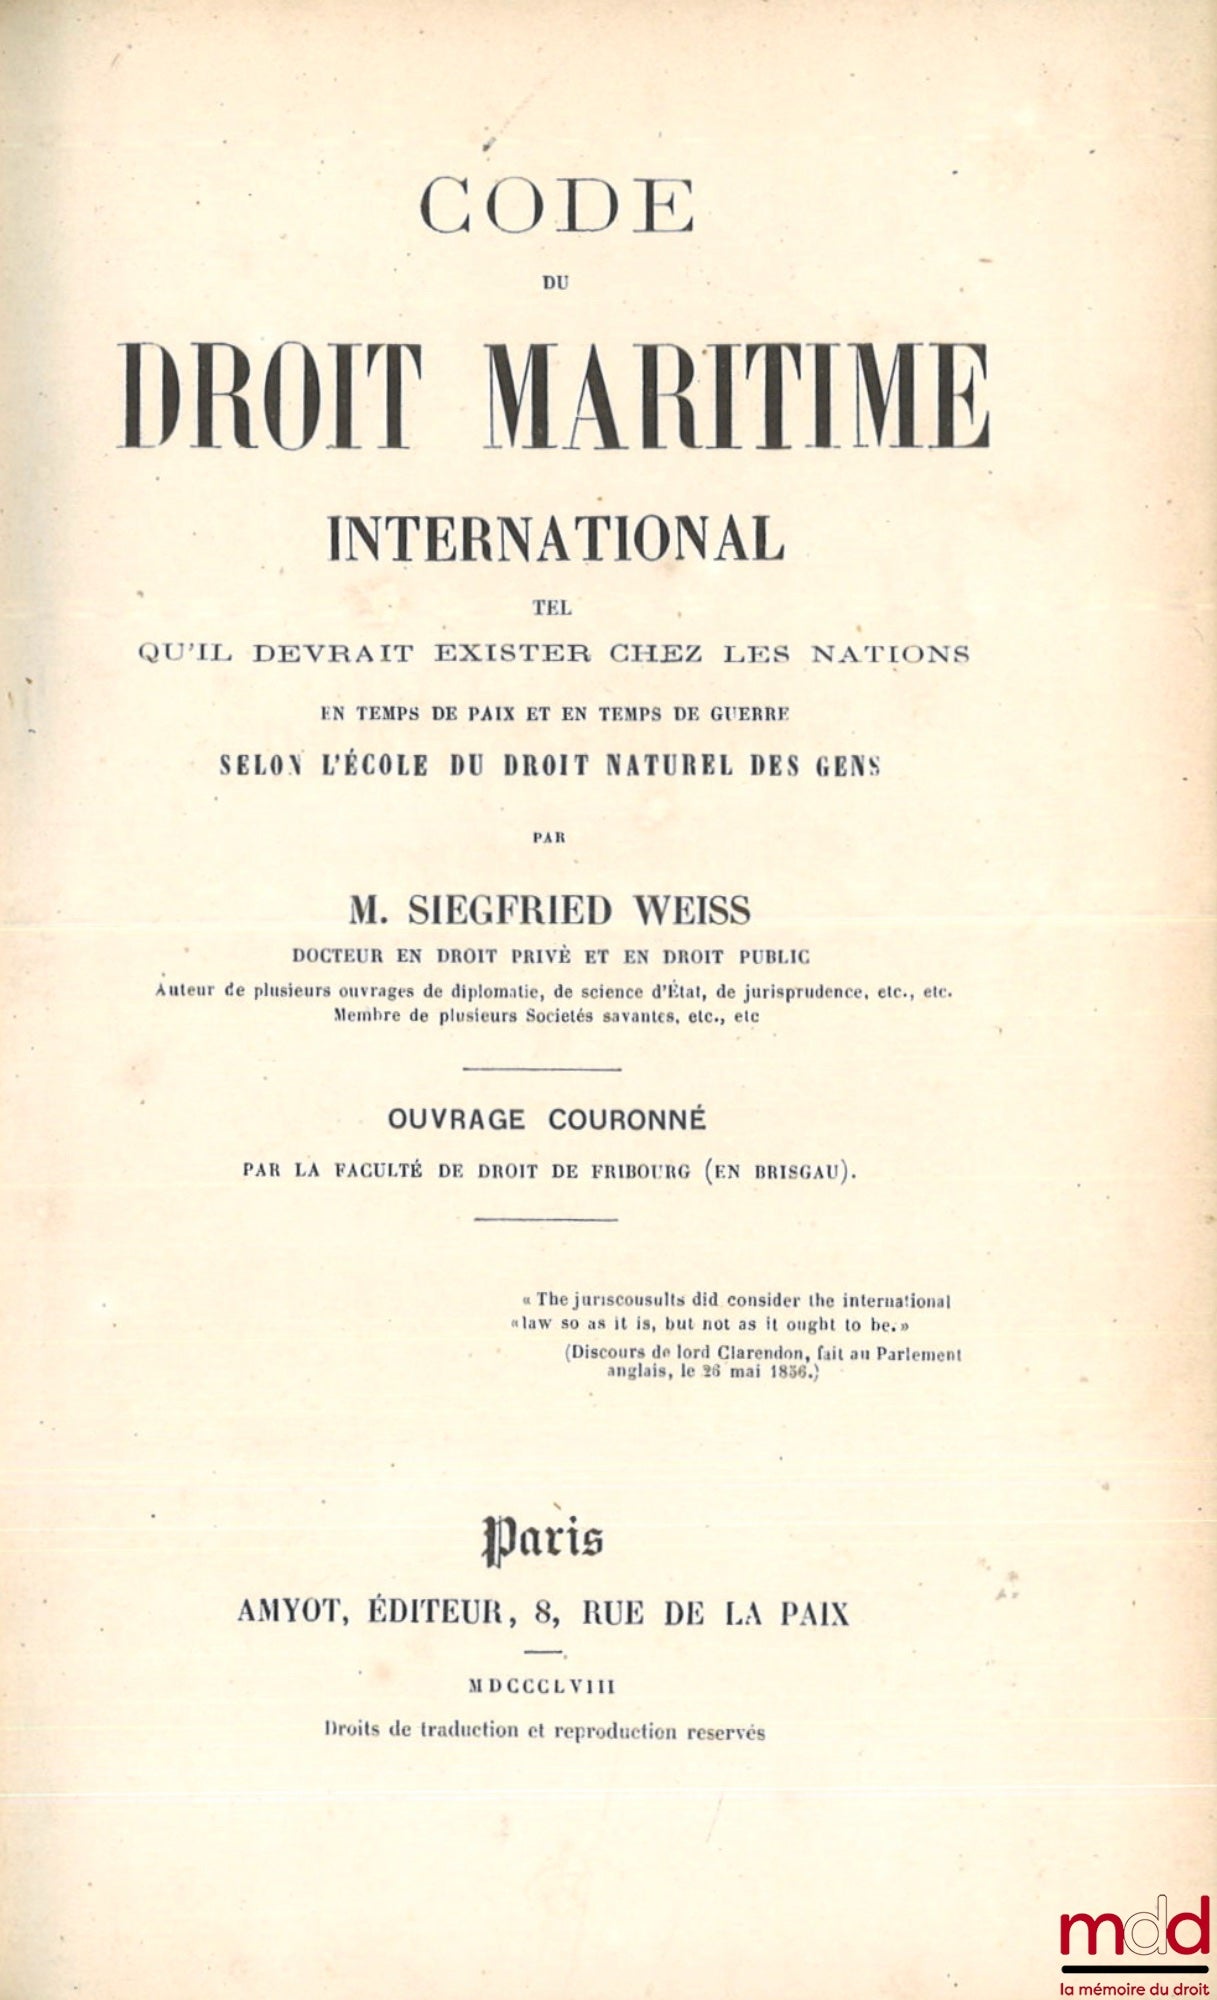 CODE
DU
DROIT MARITIME
INTERNATIONAL
TEL
QU'IL DEVRAIT EXISTER CHEZ LES NATIONS
EN TEMPS DE PAIX ET EN TEMPS DE GUERRE
SELON L'ÉCOLE DU DROIT NATUREL DES GENS
PAR
M. SIEGFRIED WEISS
DOCTEUR EN DROIT PRIVÈ ET EN DROIT PUBLIC
Auteur de plusieurs ouvrages de diplomatie, de science d'État, de jurisprudence, etc., etc.
Membre de plusieurs Societés savantes, etc., etc
OUVRAGE COURONNÉ
PAR LA FACULTÉ DE DROIT DE FRIBOURG (EN BRISGAU).
« The juriscousults did consider the international
« law so as it is, but not as it ought to be. »
(Discours de lord Clarendon, fait au Parlement
anglais, le 26 mai 1856.)
Paris
AMYOT, ÉDITEUR, 8, RUE DE LA PAIX
MDCCCLVIII
Droits de traduction et reproduction reservés
mdd
la mémoire du droit